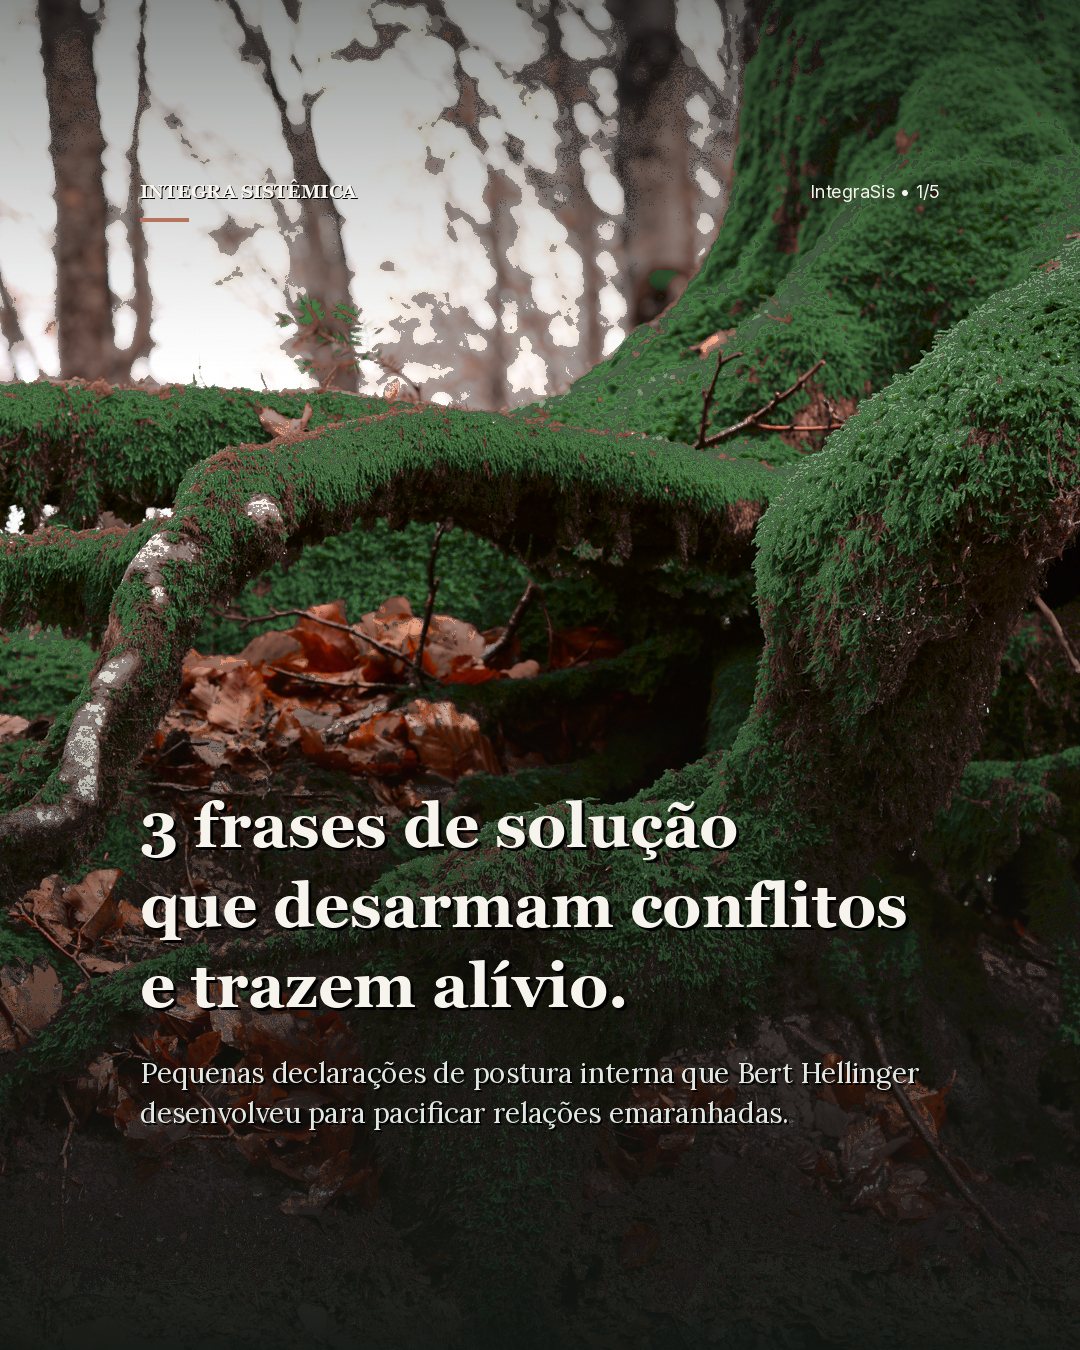 INTEGRA SISTÊMICA
IntegraSis • 1/5
3 frases de solução
que desarmam conflitos
e trazem alívio.
Pequenas declarações de postura interna que Bert Hellinger
desenvolveu para pacificar relações emaranhadas.